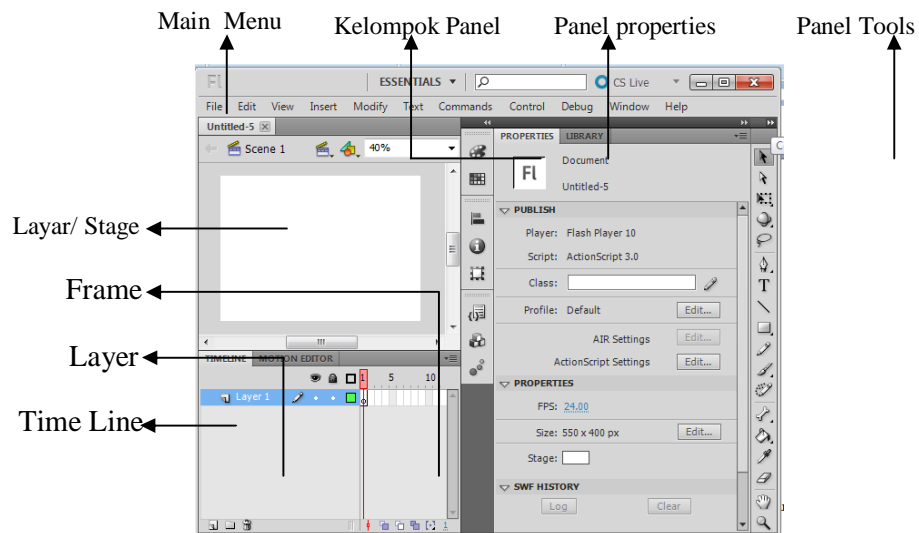 Main Menu Kelompok Panel Panel properties Panel Tools
Fl ESSENTIALS CS Live
File Edit View Insert Modify Text Commands Control Debug Window Help
Untitled-5
Scene 1 40%
PROPERTIES LIBRARY
Fl Document
Untitled-5
PUBLISH
Player: Flash Player 10
Script: ActionScript 3.0
Class:
Profile: Default Edit...
AIR Settings Edit...
ActionScript Settings Edit...
PROPERTIES
FPS: 24.00
Size: 550 x 400 px Edit...
Stage:
SWF HISTORY
Log Clear
Layar/ Stage
Frame
Layer
TIMELINE MOTION EDITOR
1 5 10
Layer 1
Time Line
1